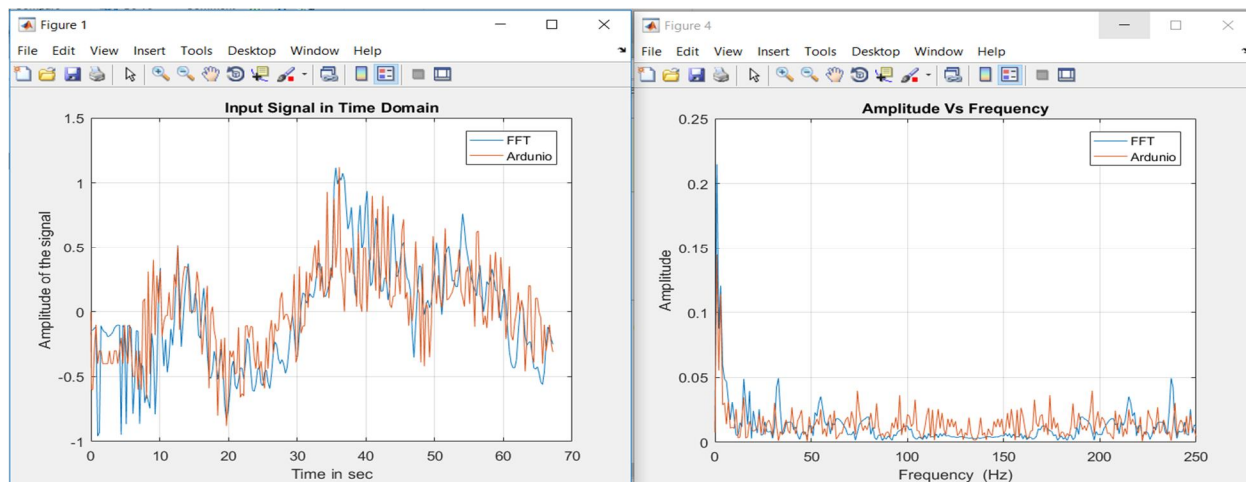 Figure 1
File Edit View Insert Tools Desktop Window Help
Input Signal in Time Domain
FFT
Ardunio
Amplitude of the signal
1.5
1
0.5
0
-0.5
-1
0 10 20 30 40 50 60 70
Time in sec
Figure 4
File Edit View Insert Tools Desktop Window Help
Amplitude Vs Frequency
FFT
Ardunio
Amplitude
0.25
0.2
0.15
0.1
0.05
0
0 50 100 150 200 250
Frequency (Hz)